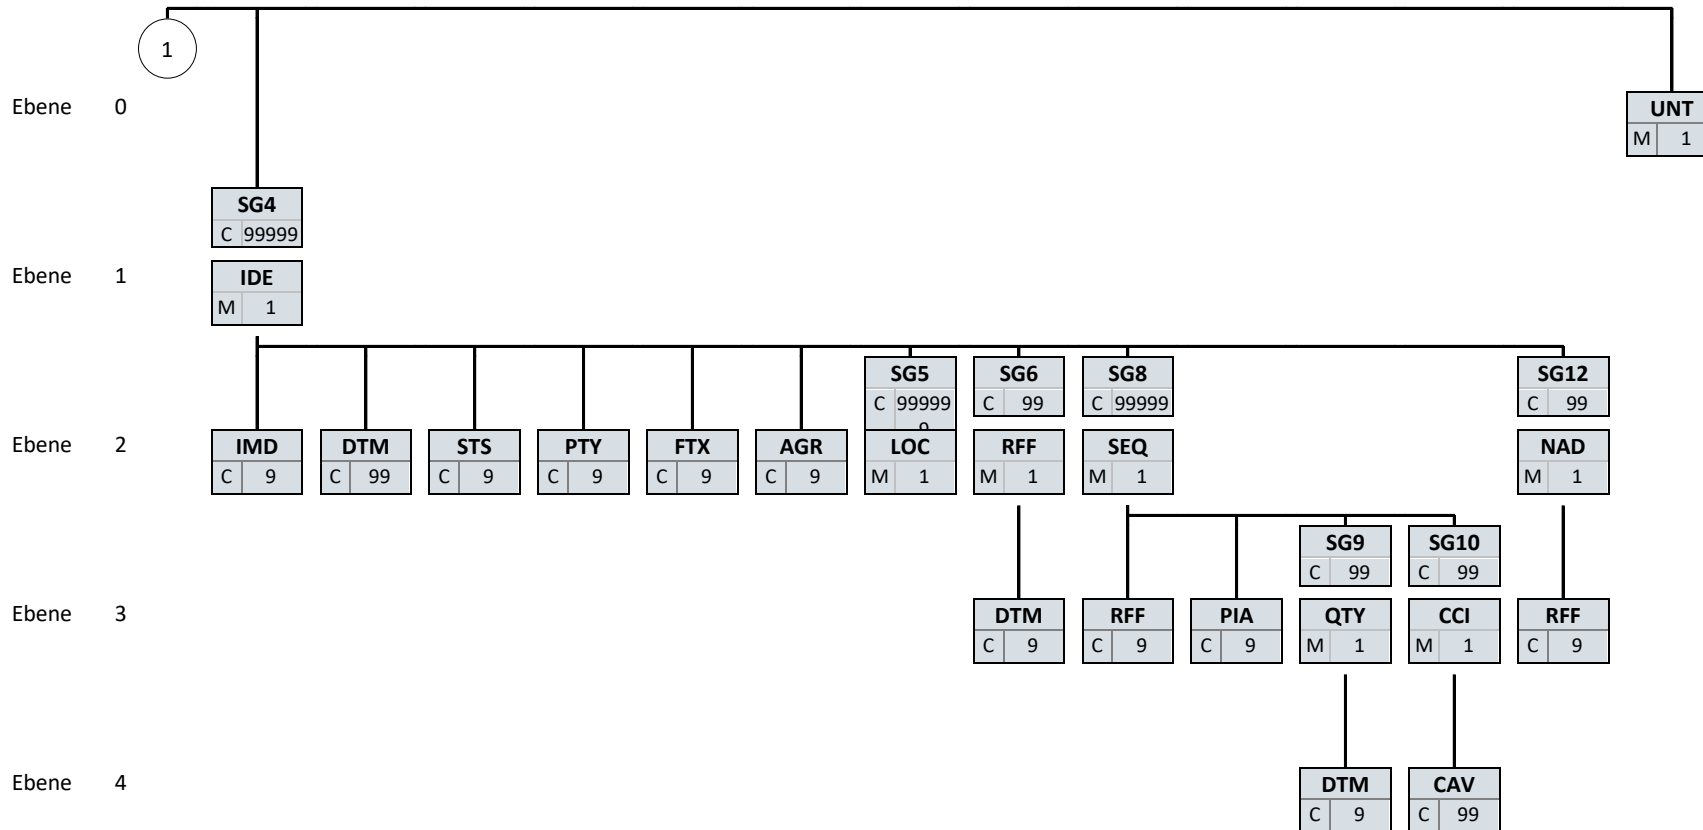 1
Ebene 0
UNT
M 1
SG4
C 99999
Ebene 1
IDE
M 1
SG5 SG6 SG8 SG12
C 99999 C 99 C 99999 C 99
9
Ebene 2
IMD DTM STS PTY FTX AGR LOC RFF SEQ NAD
C 9 C 99 C 9 C 9 C 9 C 9 M 1 M 1 M 1 M 1
SG9 SG10
C 99 C 99
Ebene 3
DTM RFF PIA QTY CCI RFF
C 9 C 9 C 9 M 1 M 1 C 9
Ebene 4
DTM CAV
C 9 C 99